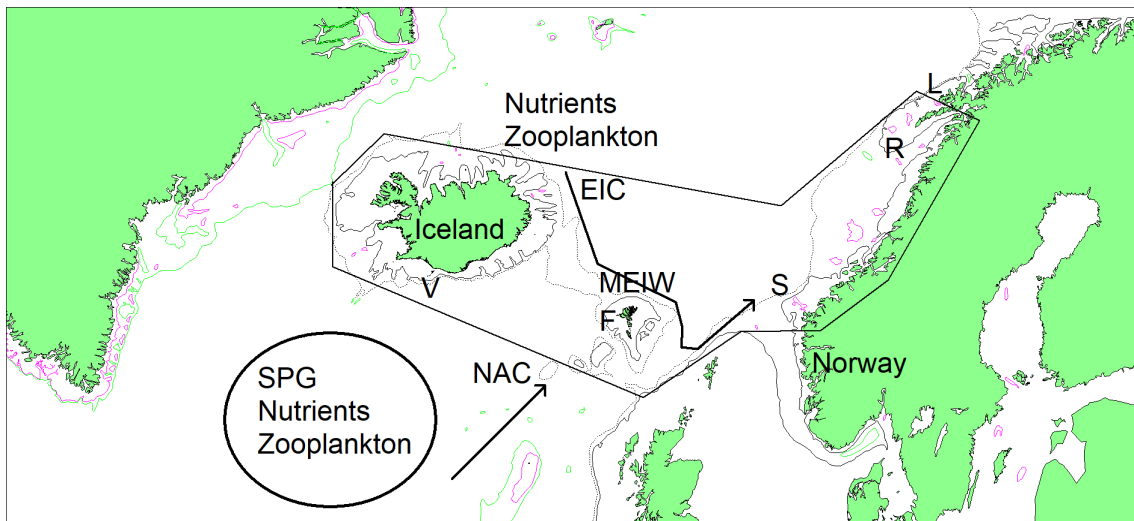 Nutrients
Zooplankton
L
R
EIC
Iceland
V
MEIW
S
F
Norway
NAC
SPG
Nutrients
Zooplankton